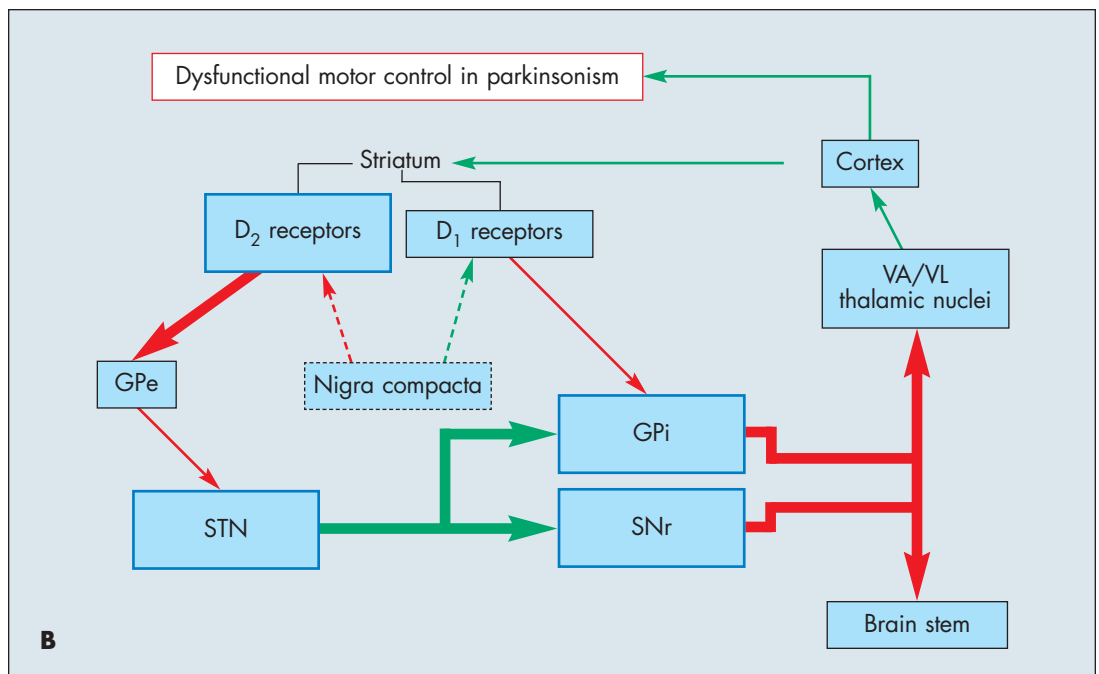 Dysfunctional motor control in parkinsonism
Striatum
Cortex
D₂ receptors
D₁ receptors
VA/VL
thalamic nuclei
GPe
Nigra compacta
GPi
STN
SNr
Brain stem
B